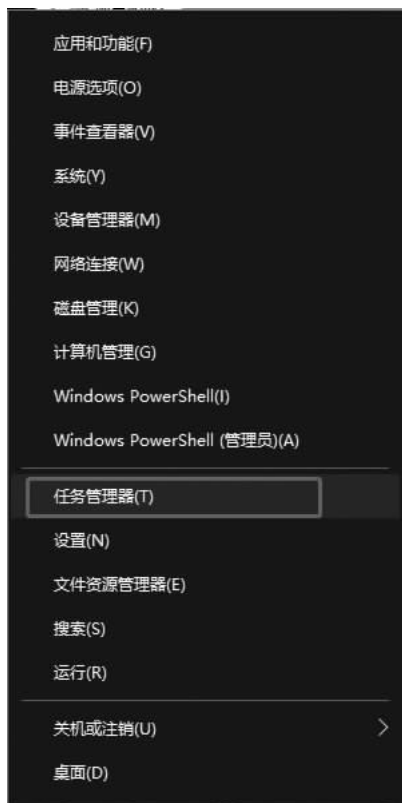 应用和功能(F)
电源选项(O)
事件查看器(V)
系统(Y)
设备管理器(M)
网络连接(W)
磁盘管理(K)
计算机管理(G)
Windows PowerShell(I)
Windows PowerShell (管理员)(A)
任务管理器(T)
设置(N)
文件资源管理器(E)
搜索(S)
运行(R)
关机或注销(U)
桌面(D)